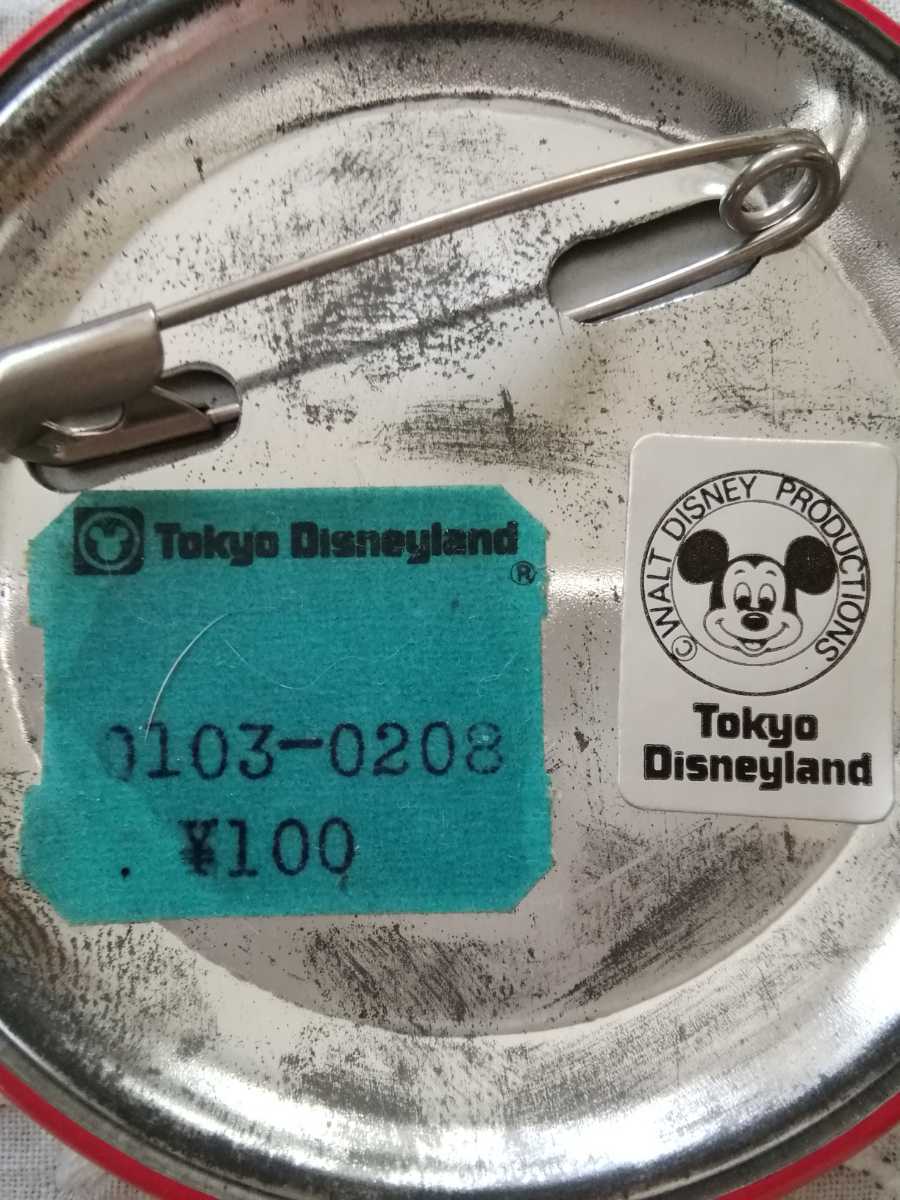 Tokyo Disneyland
®
0103-0208
¥100
© WALT DISNEY PRODUCTIONS
Tokyo
Disneyland